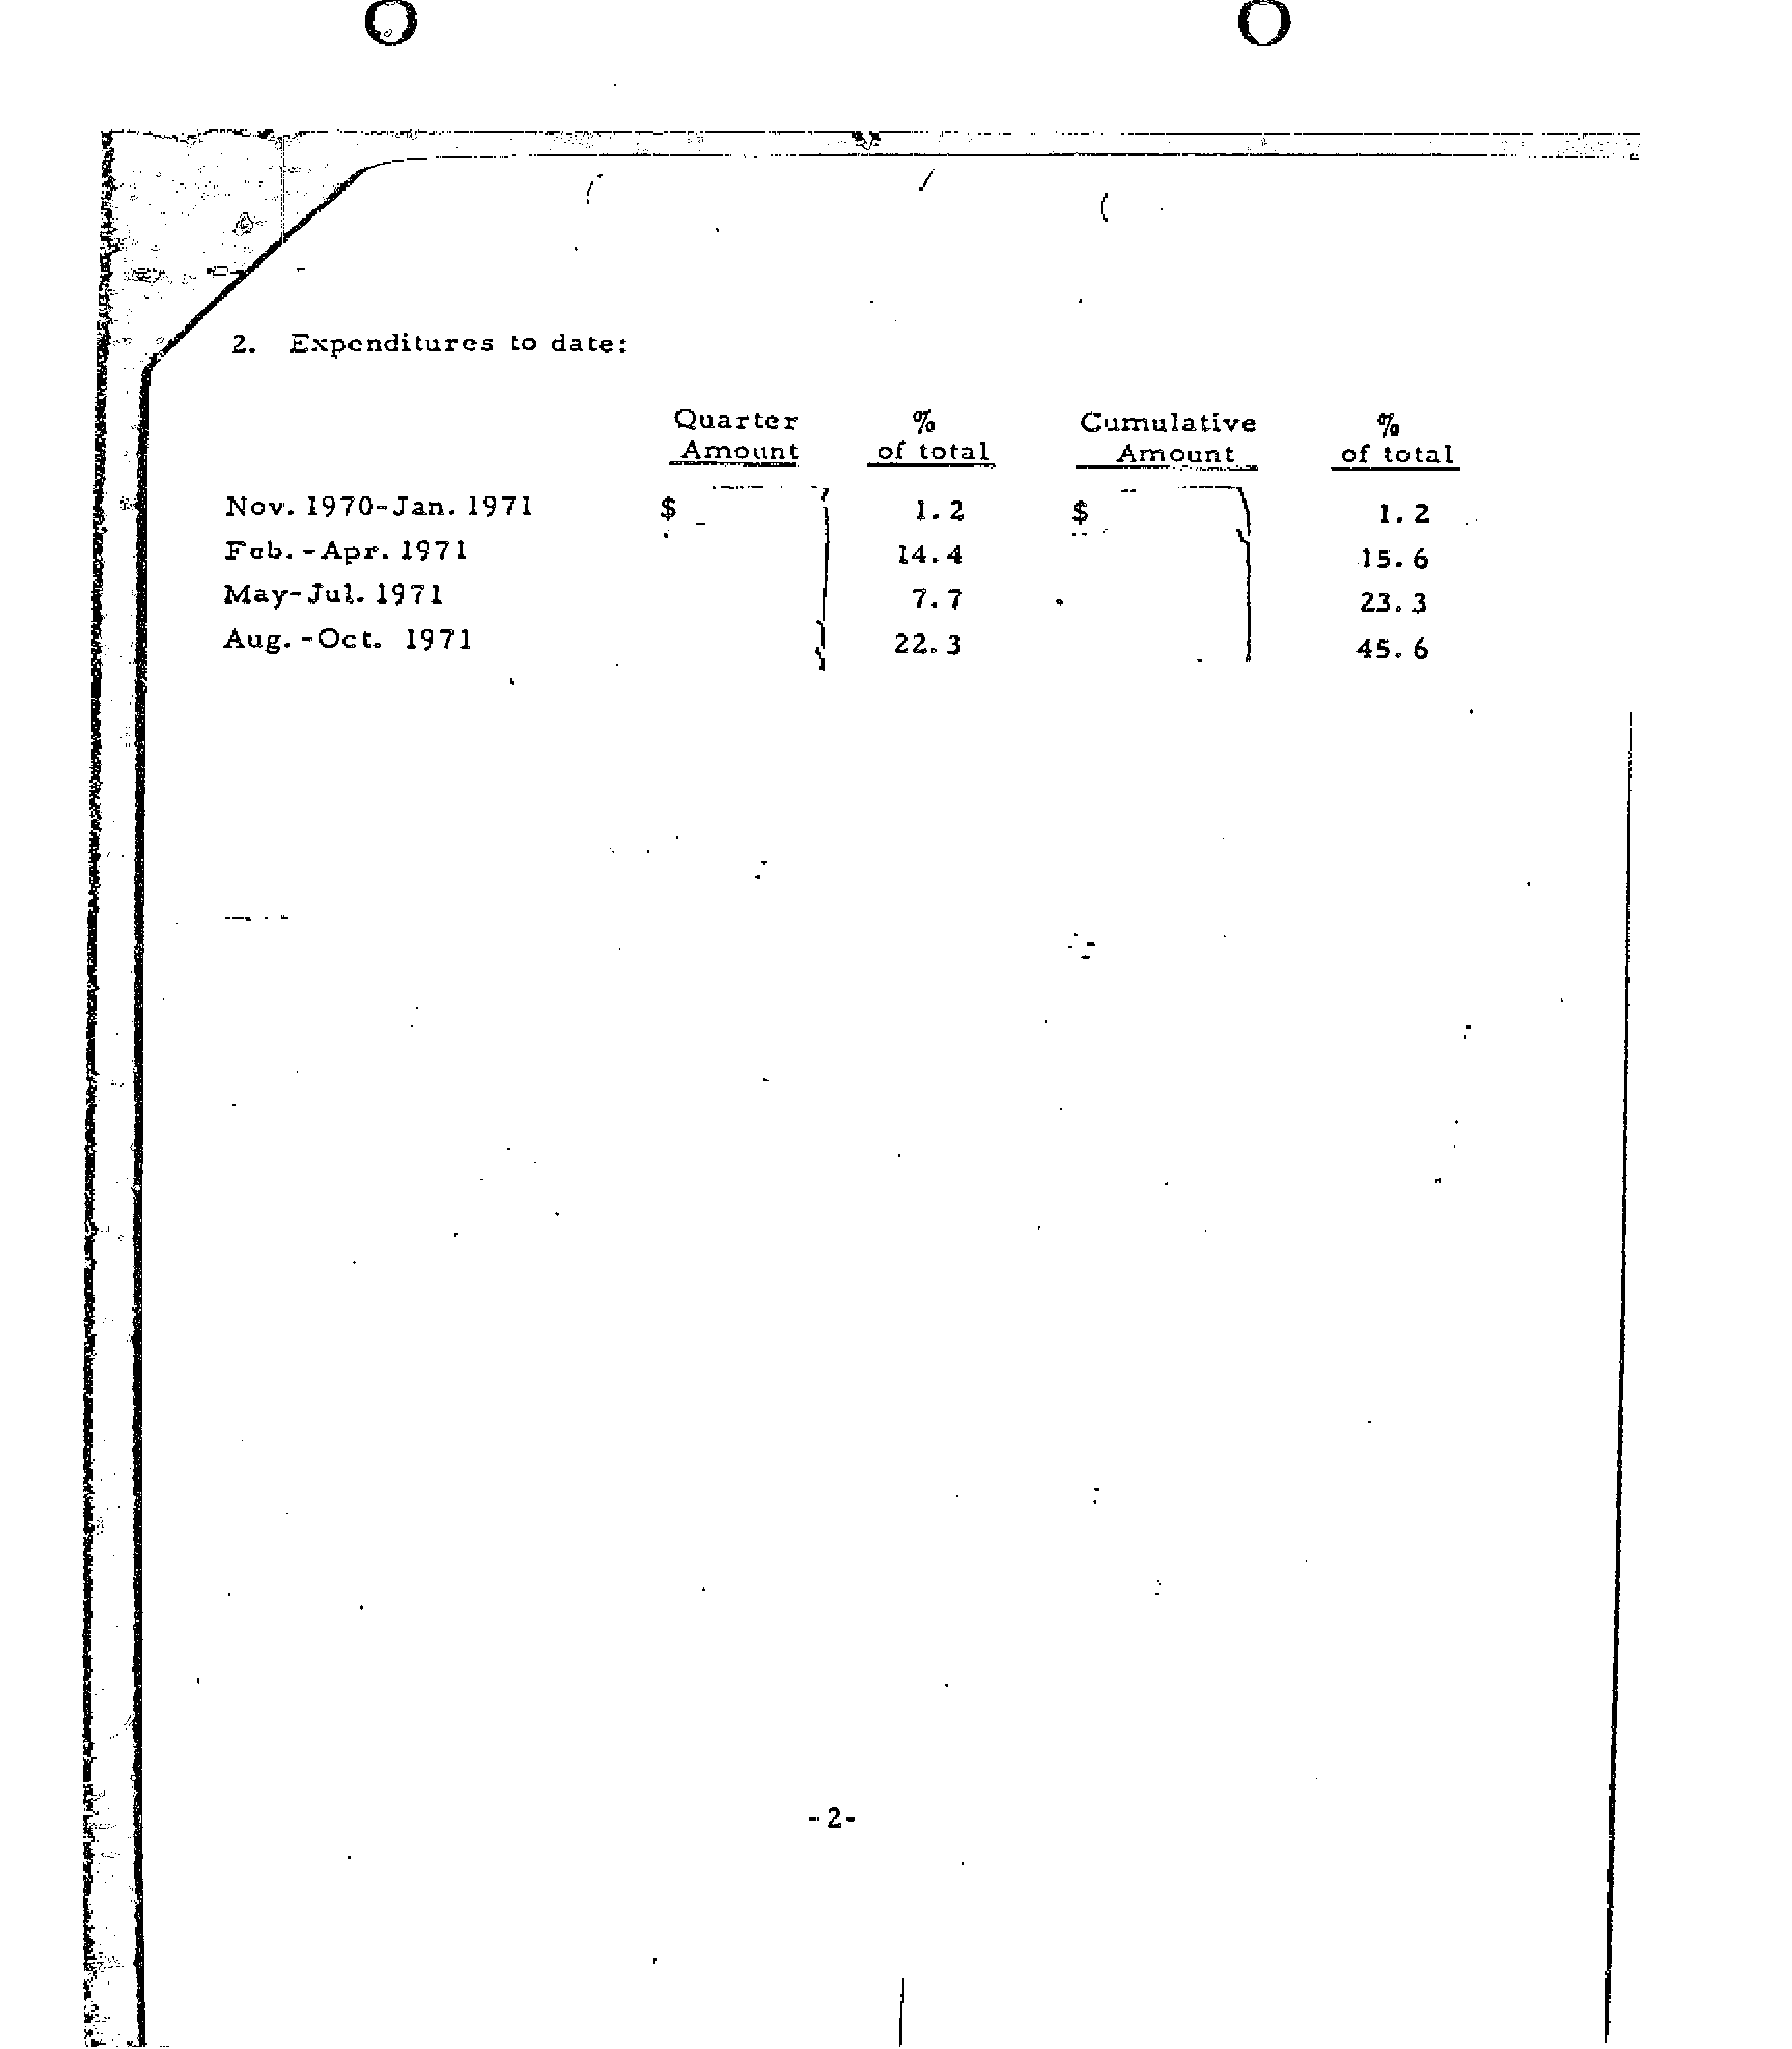 2. Expenditures to date:
Quarter % Cumulative %
Amount of total Amount of total
Nov. 1970-Jan. 1971 $ 1.2 $ 1.2
Feb.-Apr. 1971 14.4 15.6
May-Jul. 1971 7.7 23.3
Aug.-Oct. 1971 22.3 45.6
-2-